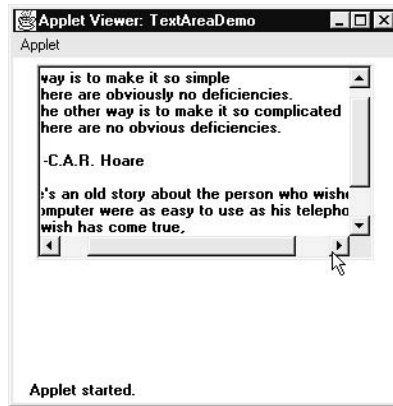 Applet Viewer: TextAreaDemo
Applet
way is to make it so simple
here are obviously no deficiencies.
he other way is to make it so complicated
here are no obvious deficiencies.
-C.A.R. Hoare
e's an old story about the person who wishe
omputer were as easy to use as his telepho
wish has come true,
Applet started.